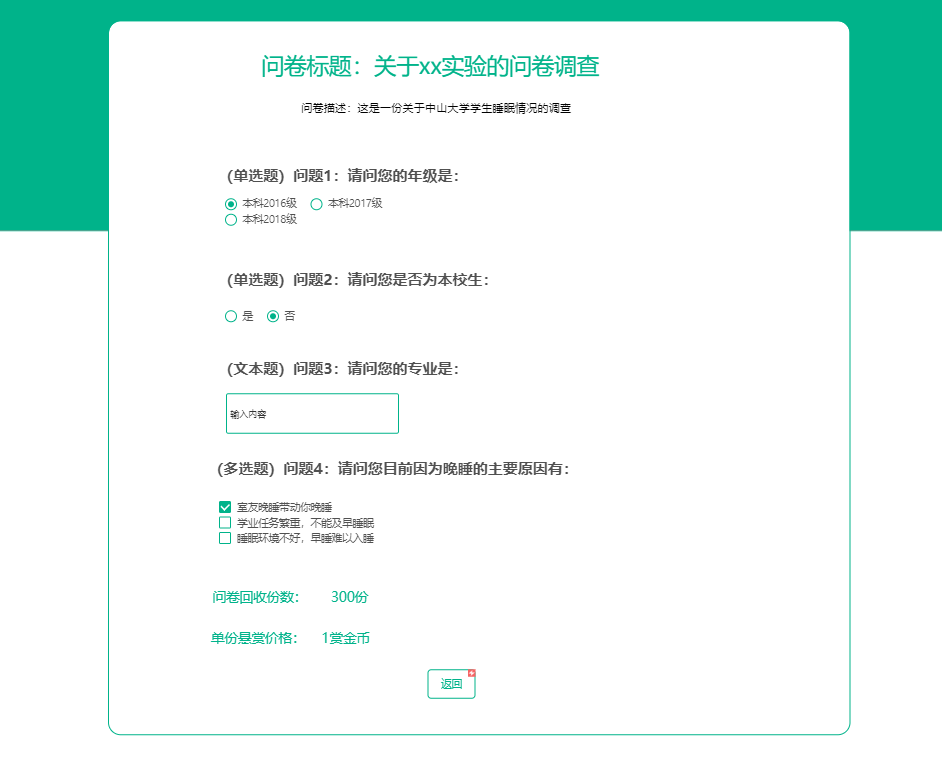 问卷标题：关于xx实验的问卷调查
问卷描述：这是一份关于中山大学学生睡眠情况的调查
（单选题）问题1：请问您的年级是：
本科2016级 本科2017级
本科2018级
（单选题）问题2：请问您是否为本校生：
是 否
（文本题）问题3：请问您的专业是：
输入内容
（多选题）问题4：请问您目前因为晚睡的主要原因有：
室友晚睡带动你晚睡
学业任务繁重，不能及早睡眠
睡眠环境不好，早睡难以入睡
问卷回收份数： 300份
单份悬赏价格： 1赏金币
返回